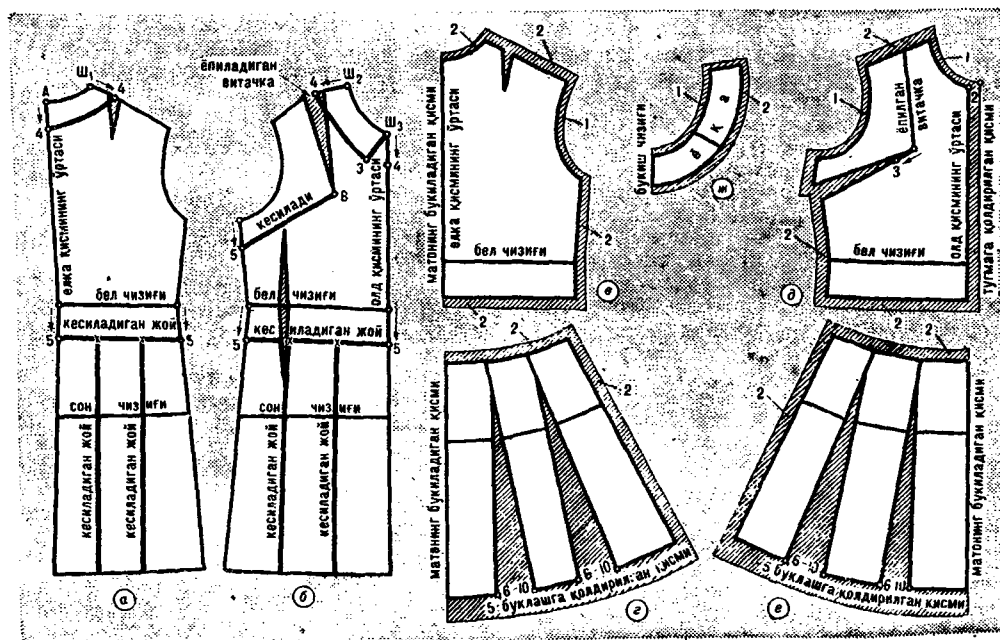 А
Ш₁
4
4
елка қисмининг ўртаси
бел чизиғи
кесиладиган жой
5
5
сон чизиғи
кесиладиган жой
кесиладиган жой
а
ёпиладиган
витачка
4
Ш₂
Ш₃
3
4
В
кесилади
5
олд қисмининг ўртаси
бел чизиғи
кесиладиган жой
5
5
сон чизиғи
кесиладиган жой
кесиладиган жой
б
2
2
1
матонинг букиладиган қисми
елка қисмининг ўртаси
2
бел чизиғи
2
в
букиш чизиғи
1
ё қ а
2
ж
2
1
1
3
ёпилган
витачка
3
олд қисмининг ўртаси
тугмага қолдирилган қисми
2
бел чизиғи
2
д
матонинг букиладиган қисми
2
2
6-10
6-10
5-буклашга қолдирилган қисми
г
2
2
матонинг букиладиган қисми
6-10
6 10
5 буклашга қолдирилган қисми
е